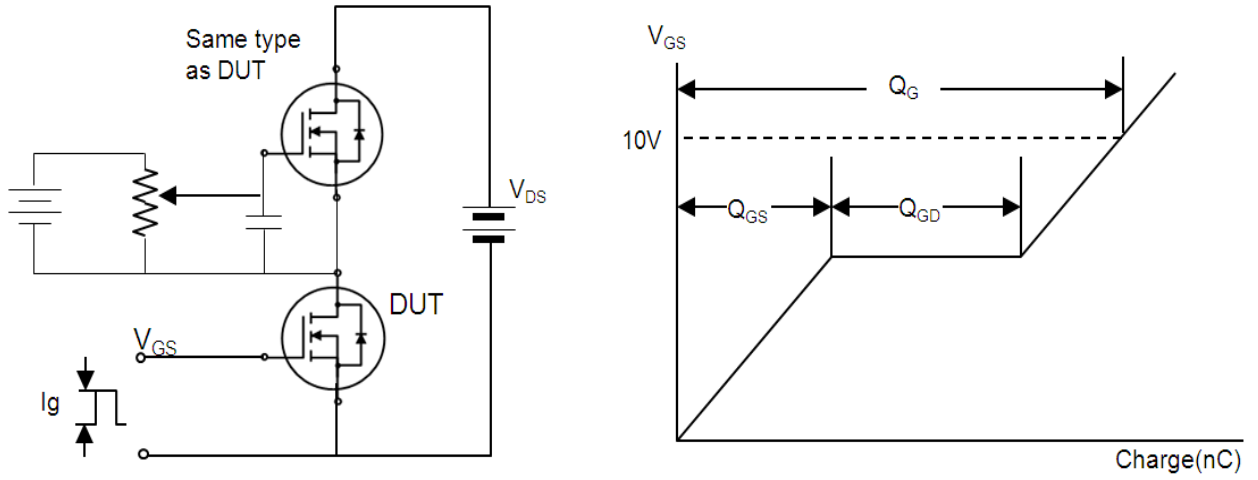 Same type
as DUT
VDS
DUT
VGS
Ig
VGS
QG
10V
QGS
QGD
Charge(nC)